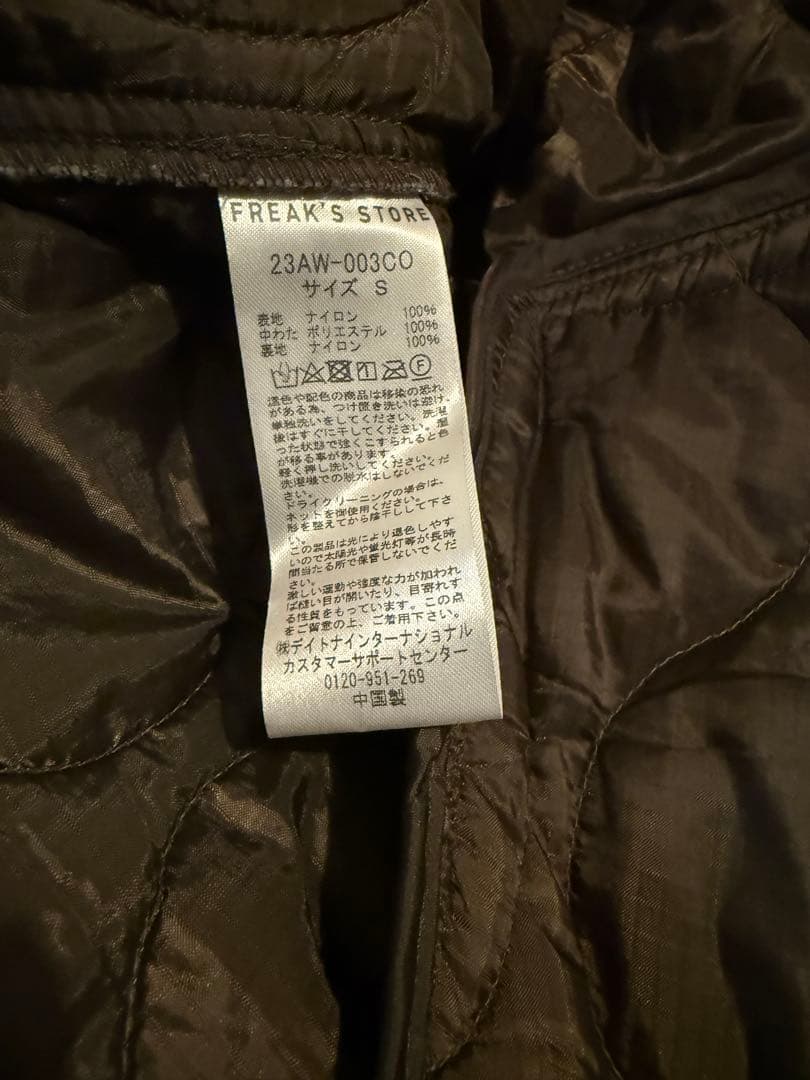 FREAK'S STORE
23AW-003CO
サイズ S
表地 ナイロン 100%
中わた ポリエステル 100%
裏地 ナイロン 100%
濃色や配色の商品は移染の恐れ
がある為、つけ置き洗いは避け、
単独洗いをしてください。洗濯
後はすぐに干してください。湿
った状態で強くこすられると色
が移る事があります。
軽く押し洗いしてください。
洗濯機での脱水はしないでくだ
さい。
ドライクリーニングの場合は、
ネットを御使用ください。
形を整えてから陰干しして下さ
い。
この製品は光により退色しやす
いので太陽光や蛍光灯等が長時
間当たる所で保管しないでくだ
さい。
激しい運動や強度な力が加われ
ば縫い目が開いたり、目寄れす
る性質をもっています。この点
をご留意の上、ご着用下さい。
㈱デイトナインターナショナル
カスタマーサポートセンター
0120-951-269
中国製